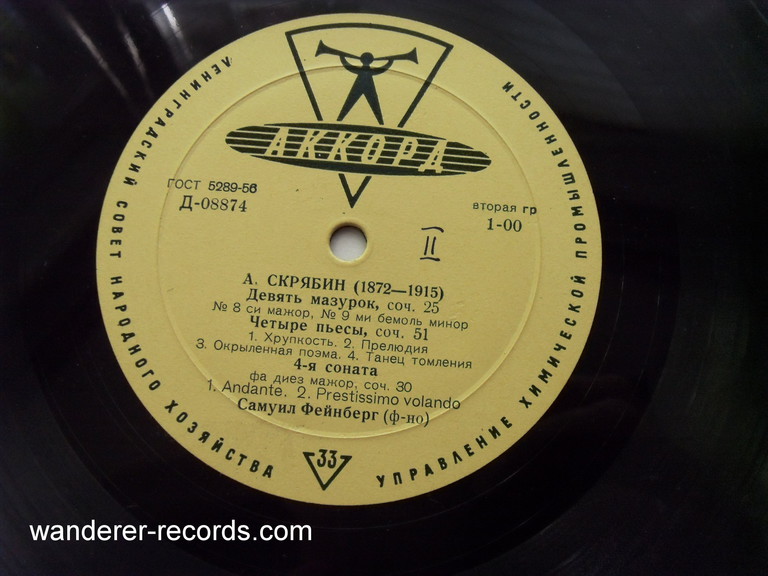 ЛЕНИНГРАДСКИЙ СОВЕТ НАРОДНОГО ХОЗЯЙСТВА
УПРАВЛЕНИЕ ХИМИЧЕСКОЙ ПРОМЫШЛЕННОСТИ
АККОРД
ГОСТ 5289-56
Д-08874
вторая гр
1-00
II
А. СКРЯБИН (1872—1915)
Девять мазурок, соч. 25
№ 8 си мажор, № 9 ми бемоль минор
Четыре пьесы, соч. 51
1. Хрупкость. 2. Прелюдия
3. Окрыленная поэма. 4. Танец томления
4-я соната
фа диез мажор, соч. 30
1. Andante. 2. Prestissimo volando
Самуил Фейнберг (ф-но)
33
wanderer-records.com